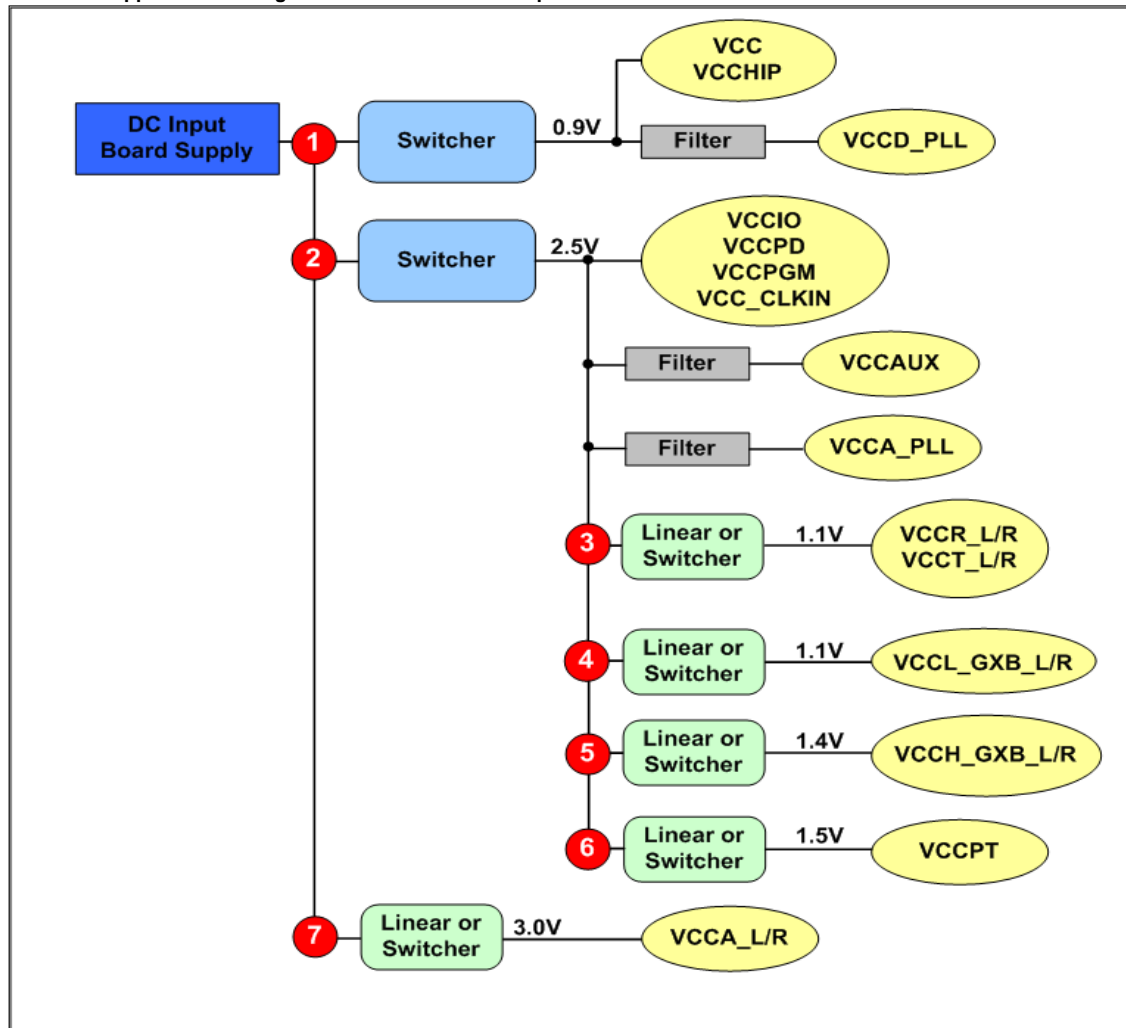 DC Input
Board Supply
1
Switcher
0.9V
VCC
VCCHIP
Filter
VCCD_PLL
2
Switcher
2.5V
VCCIO
VCCPD
VCCPGM
VCC_CLKIN
Filter
VCCAUX
Filter
VCCA_PLL
3
Linear or
Switcher
1.1V
VCCR_L/R
VCCT_L/R
4
Linear or
Switcher
1.1V
VCCL_GXB_L/R
5
Linear or
Switcher
1.4V
VCCH_GXB_L/R
6
Linear or
Switcher
1.5V
VCCPT
7
Linear or
Switcher
3.0V
VCCA_L/R